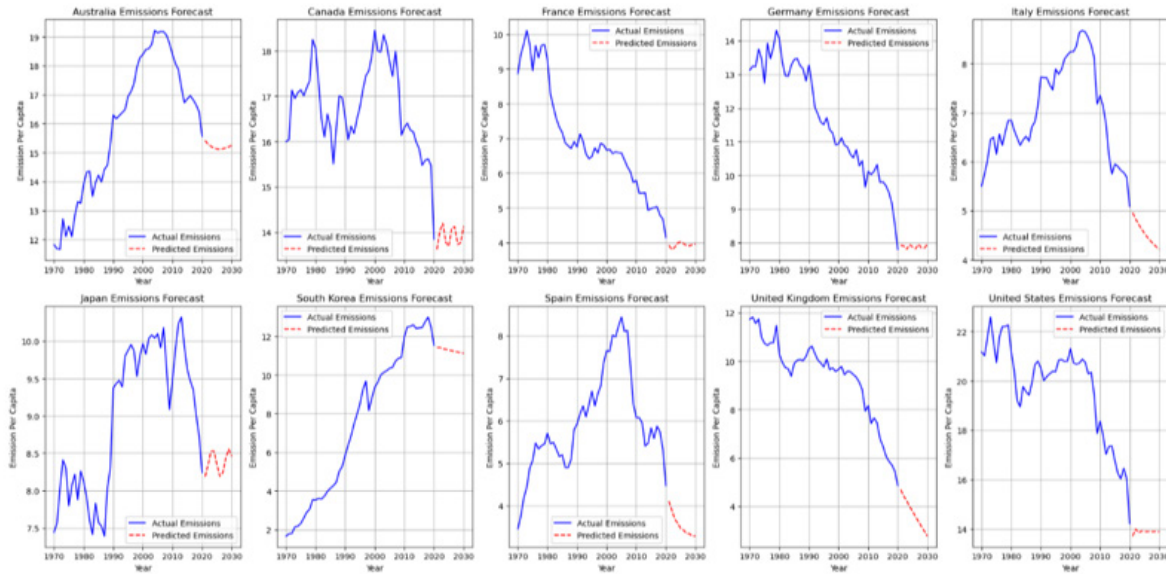 Australia Emissions Forecast
Emission Per Capita
19
18
17
16
15
14
13
12
Actual Emissions
Predicted Emissions
1970 1980 1990 2000 2010 2020 2030
Year
Canada Emissions Forecast
Emission Per Capita
18
17
16
15
14
Actual Emissions
Predicted Emissions
1970 1980 1990 2000 2010 2020 2030
Year
France Emissions Forecast
Emission Per Capita
10
9
8
7
6
5
4
Actual Emissions
Predicted Emissions
1970 1980 1990 2000 2010 2020 2030
Year
Germany Emissions Forecast
Emission Per Capita
14
13
12
11
10
9
8
Actual Emissions
Predicted Emissions
1970 1980 1990 2000 2010 2020 2030
Year
Italy Emissions Forecast
Emission Per Capita
8
7
6
5
4
Actual Emissions
Predicted Emissions
1970 1980 1990 2000 2010 2020 2030
Year
Japan Emissions Forecast
Emission Per Capita
10.0
9.5
9.0
8.5
8.0
7.5
Actual Emissions
Predicted Emissions
1970 1980 1990 2000 2010 2020 2030
Year
South Korea Emissions Forecast
Emission Per Capita
12
10
8
6
4
2
Actual Emissions
Predicted Emissions
1970 1980 1990 2000 2010 2020 2030
Year
Spain Emissions Forecast
Emission Per Capita
8
7
6
5
4
Actual Emissions
Predicted Emissions
1970 1980 1990 2000 2010 2020 2030
Year
United Kingdom Emissions Forecast
Emission Per Capita
12
10
8
6
4
Actual Emissions
Predicted Emissions
1970 1980 1990 2000 2010 2020 2030
Year
United States Emissions Forecast
Emission Per Capita
22
20
18
16
14
Actual Emissions
Predicted Emissions
1970 1980 1990 2000 2010 2020 2030
Year